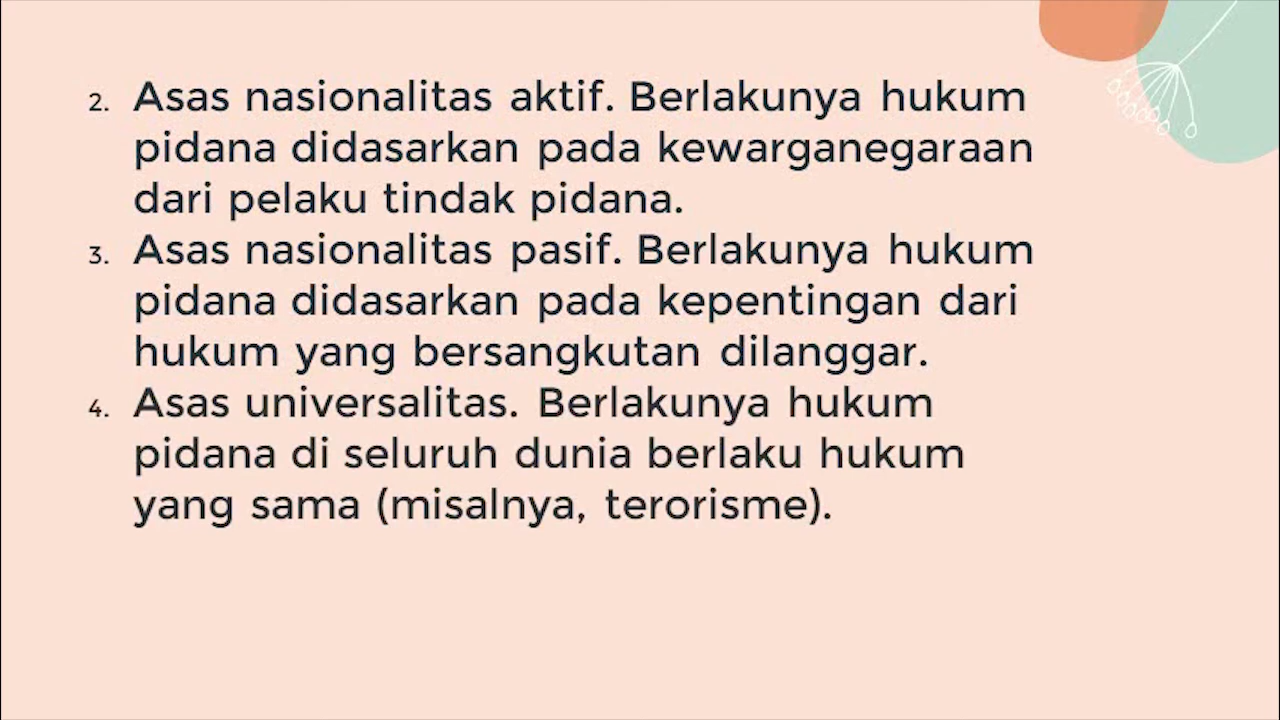 2. Asas nasionalitas aktif. Berlakunya hukum
pidana didasarkan pada kewarganegaraan
dari pelaku tindak pidana.
3. Asas nasionalitas pasif. Berlakunya hukum
pidana didasarkan pada kepentingan dari
hukum yang bersangkutan dilanggar.
4. Asas universalitas. Berlakunya hukum
pidana di seluruh dunia berlaku hukum
yang sama (misalnya, terorisme).